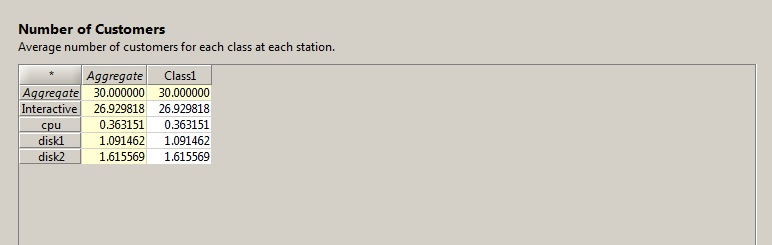 Number of Customers
Average number of customers for each class at each station.
* Aggregate Class1
Aggregate 30.000000 30.000000
Interactive 26.929818 26.929818
cpu 0.363151 0.363151
disk1 1.091462 1.091462
disk2 1.615569 1.615569